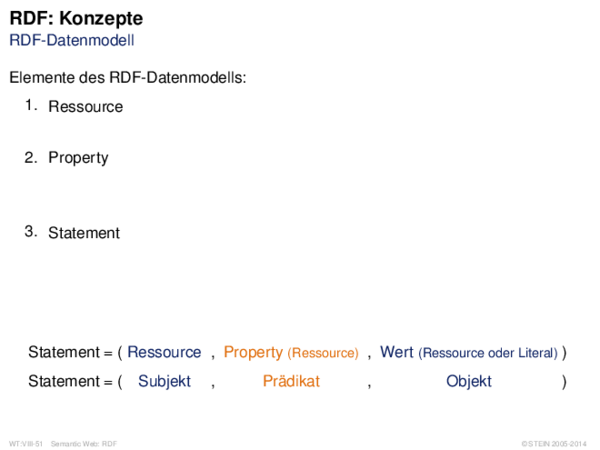 RDF: Konzepte
RDF-Datenmodell
Elemente des RDF-Datenmodells:
1. Ressource
2. Property
3. Statement
Statement = ( Ressource , Property (Ressource) , Wert (Ressource oder Literal) )
Statement = ( Subjekt , Prädikat , Objekt )
WT:VIII-51 Semantic Web: RDF © STEIN 2005-2014